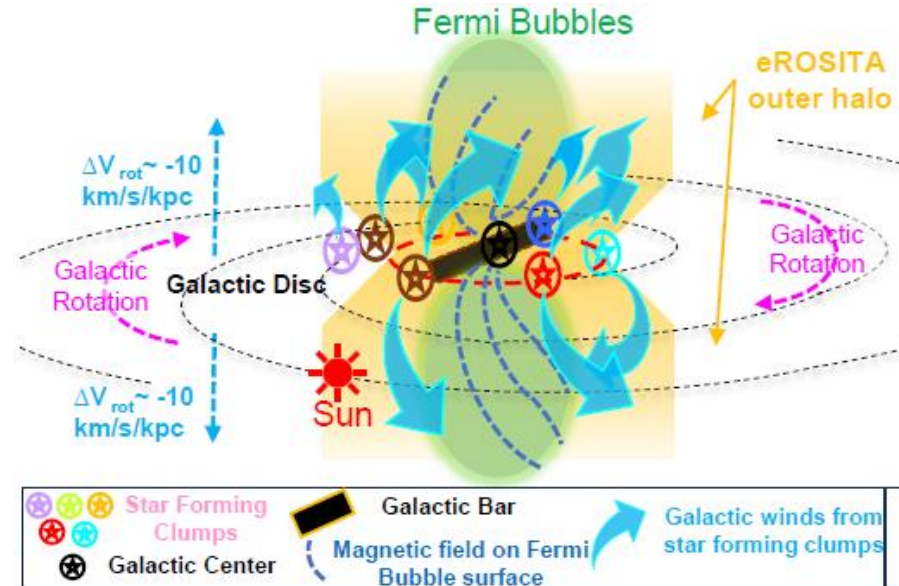 Fermi Bubbles
eROSITA
outer halo
ΔV rot~ -10
km/s/kpc
Galactic
Rotation
Galactic Disc
Galactic
Rotation
ΔV rot~ -10
km/s/kpc
Sun
Star Forming
Clumps
Galactic Center
Galactic Bar
Magnetic field on Fermi
Bubble surface
Galactic winds from
star forming clumps